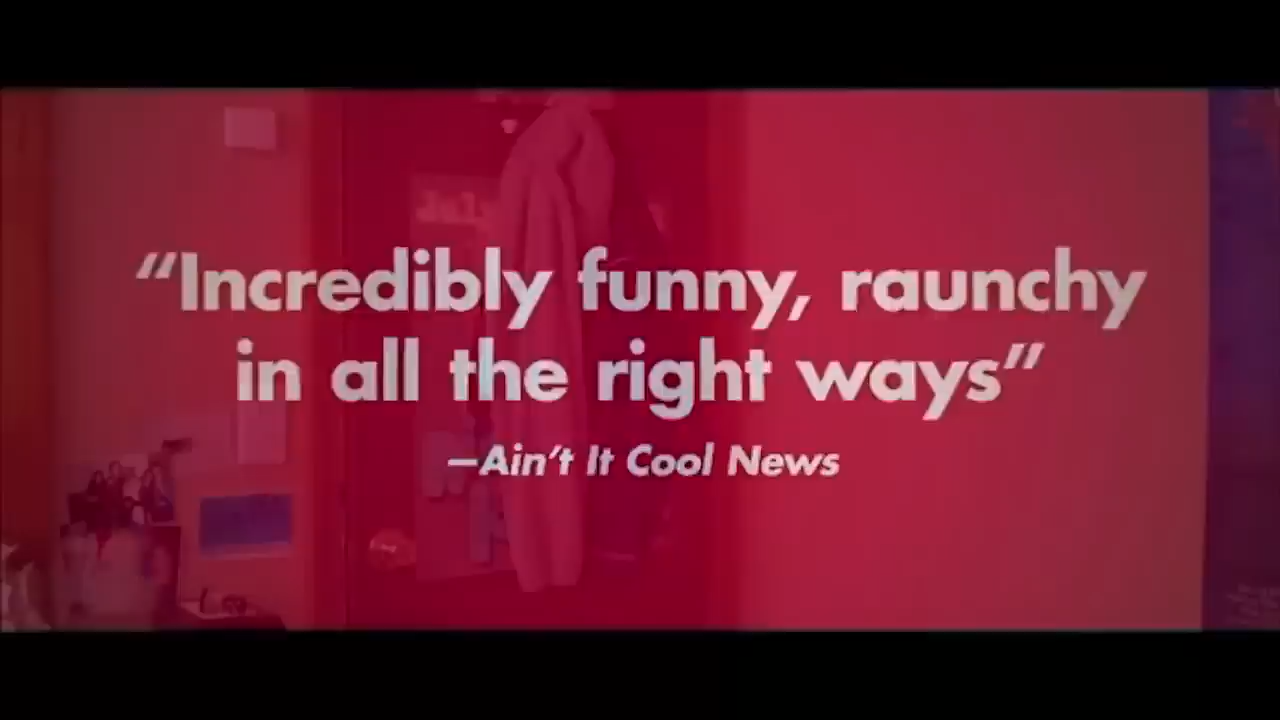 “Incredibly funny, raunchy
in all the right ways”
—Ain't It Cool News